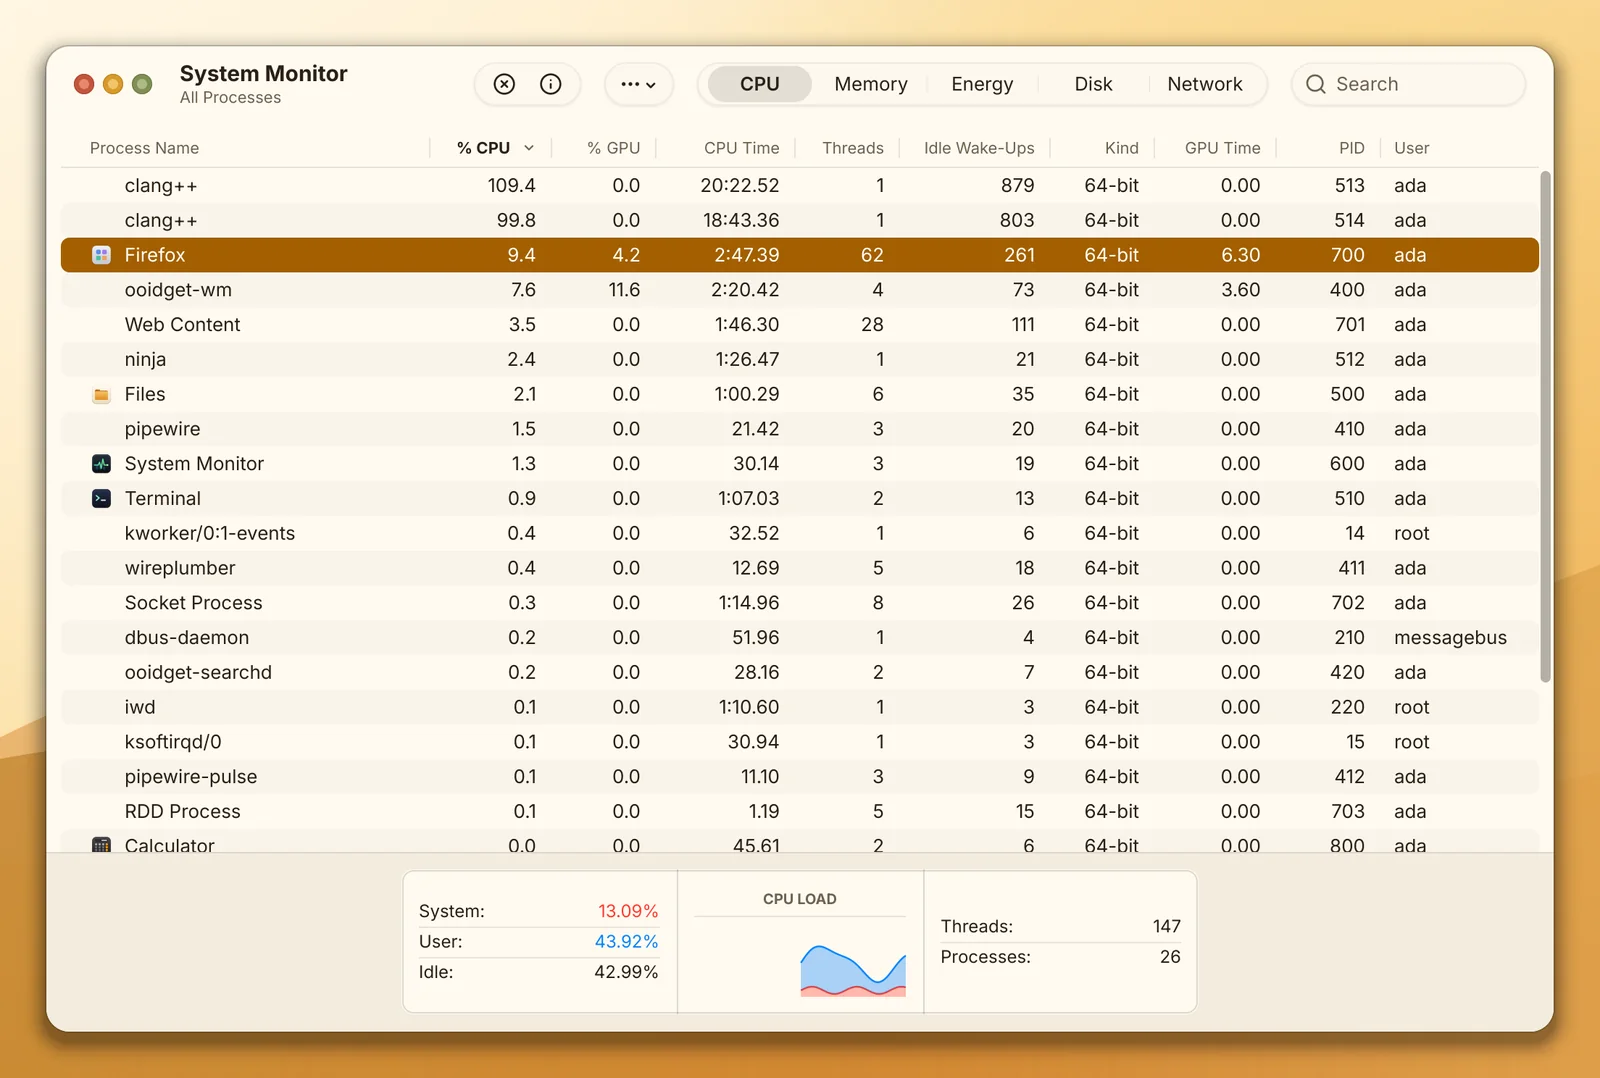 System Monitor
All Processes
CPU Memory Energy Disk Network Search
Process Name % CPU % GPU CPU Time Threads Idle Wake-Ups Kind GPU Time PID User
clang++ 109.4 0.0 20:22.52 1 879 64-bit 0.00 513 ada
clang++ 99.8 0.0 18:43.36 1 803 64-bit 0.00 514 ada
Firefox 9.4 4.2 2:47.39 62 261 64-bit 6.30 700 ada
ooidget-wm 7.6 11.6 2:20.42 4 73 64-bit 3.60 400 ada
Web Content 3.5 0.0 1:46.30 28 111 64-bit 0.00 701 ada
ninja 2.4 0.0 1:26.47 1 21 64-bit 0.00 512 ada
Files 2.1 0.0 1:00.29 6 35 64-bit 0.00 500 ada
pipewire 1.5 0.0 21.42 3 20 64-bit 0.00 410 ada
System Monitor 1.3 0.0 30.14 3 19 64-bit 0.00 600 ada
Terminal 0.9 0.0 1:07.03 2 13 64-bit 0.00 510 ada
kworker/0:1-events 0.4 0.0 32.52 1 6 64-bit 0.00 14 root
wireplumber 0.4 0.0 12.69 5 18 64-bit 0.00 411 ada
Socket Process 0.3 0.0 1:14.96 8 26 64-bit 0.00 702 ada
dbus-daemon 0.2 0.0 51.96 1 4 64-bit 0.00 210 messagebus
ooidget-searchd 0.2 0.0 28.16 2 7 64-bit 0.00 420 ada
iwd 0.1 0.0 1:10.60 1 3 64-bit 0.00 220 root
ksoftirqd/0 0.1 0.0 30.94 1 3 64-bit 0.00 15 root
pipewire-pulse 0.1 0.0 11.10 3 9 64-bit 0.00 412 ada
RDD Process 0.1 0.0 1.19 5 15 64-bit 0.00 703 ada
Calculator 0.0 0.0 45.61 2 6 64-bit 0.00 800 ada
System: 13.09%
User: 43.92%
Idle: 42.99%
CPU LOAD
Threads: 147
Processes: 26